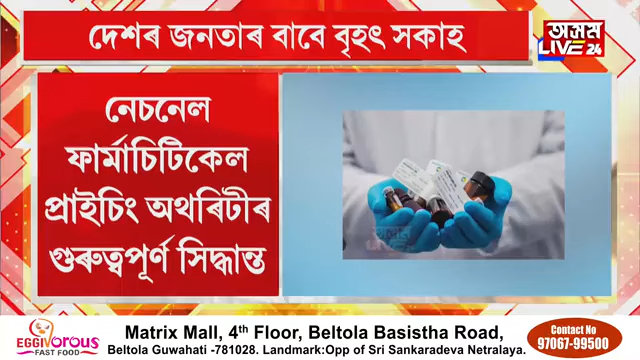 দেশৰ জনতাৰ বাবে বৃহৎ সকাহ
অসম
LIVE 24
নেচনেল
ফাৰ্মাচিটিকেল
প্ৰাইচিং অথৰিটীৰ
গুৰুত্বপূৰ্ণ সিদ্ধান্ত
EGGIVOROUS
FAST FOOD
Matrix Mall, 4th Floor, Beltola Basistha Road,
Beltola Guwahati -781028. Landmark:Opp of Sri Sankaradeva Netralaya.
Contact No
97067-99500